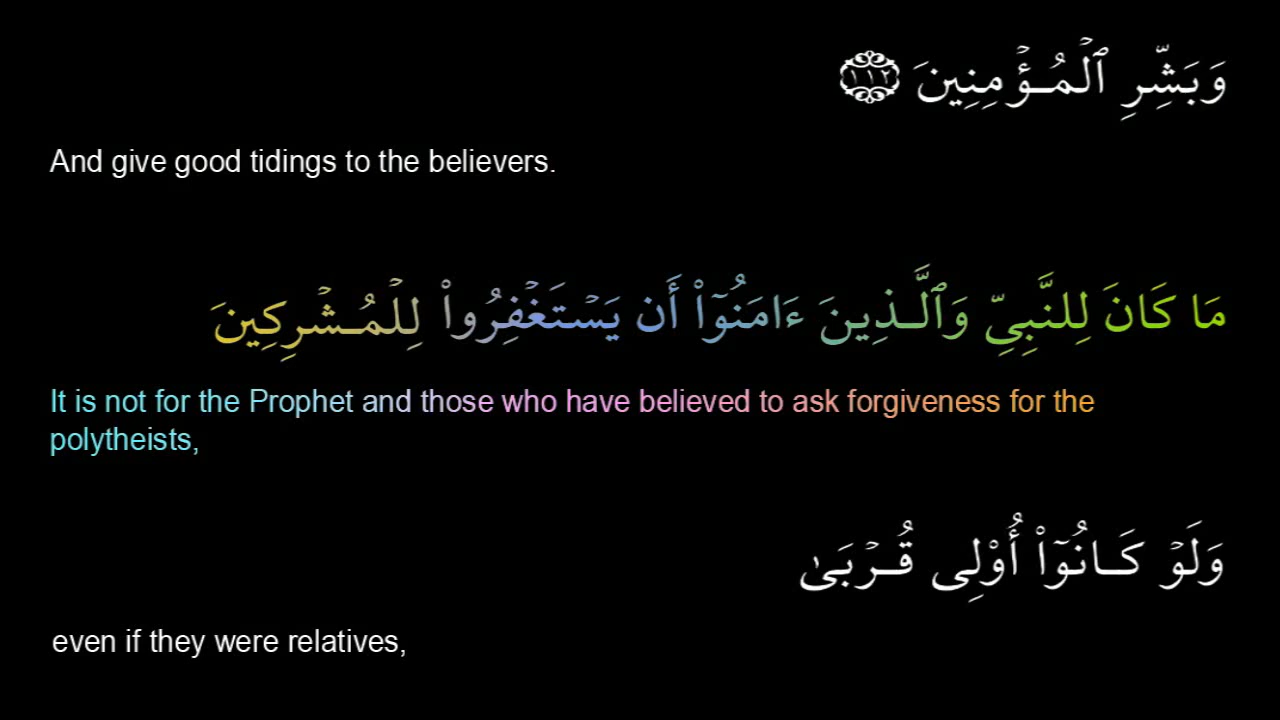 وَبَشِّرِ ٱلْمُؤْمِنِينَ ١١٢
And give good tidings to the believers.
مَا كَانَ لِلنَّبِيِّ وَٱلَّذِينَ ءَامَنُوٓا۟ أَن يَسْتَغْفِرُوا۟ لِلْمُشْرِكِينَ
It is not for the Prophet and those who have believed to ask forgiveness for the
polytheists,
وَلَوْ كَانُوٓا۟ أُو۟لِى قُرْبَىٰ
even if they were relatives,